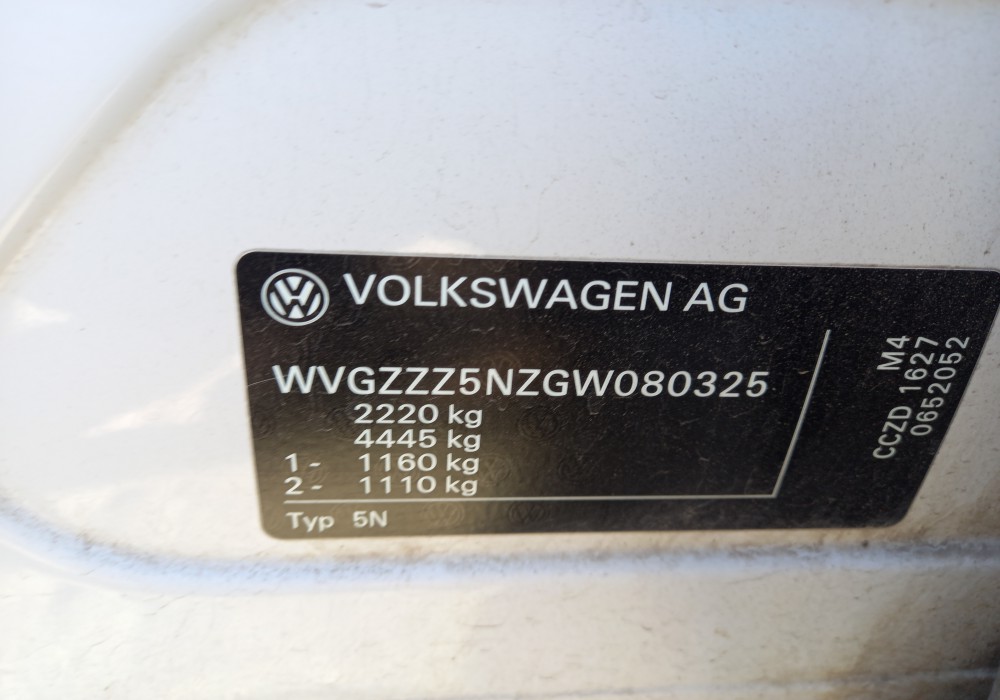 VOLKSWAGEN AG
WVGZZZ5NZGW080325
2220 kg
4445 kg
1 - 1160 kg
2 - 1110 kg
Typ 5N
M4
CCZD 1627
0652052